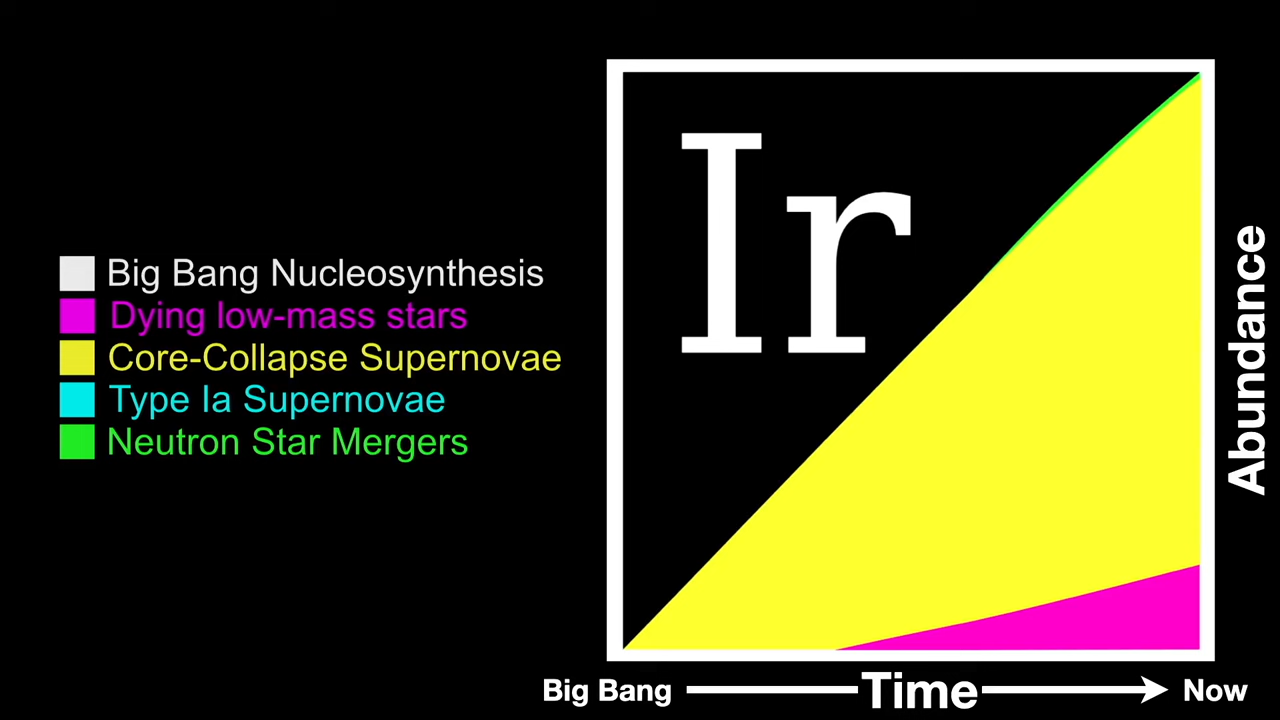 Ir
Big Bang Nucleosynthesis
Dying low-mass stars
Core-Collapse Supernovae
Type Ia Supernovae
Neutron Star Mergers
Abundance
Big Bang Time Now